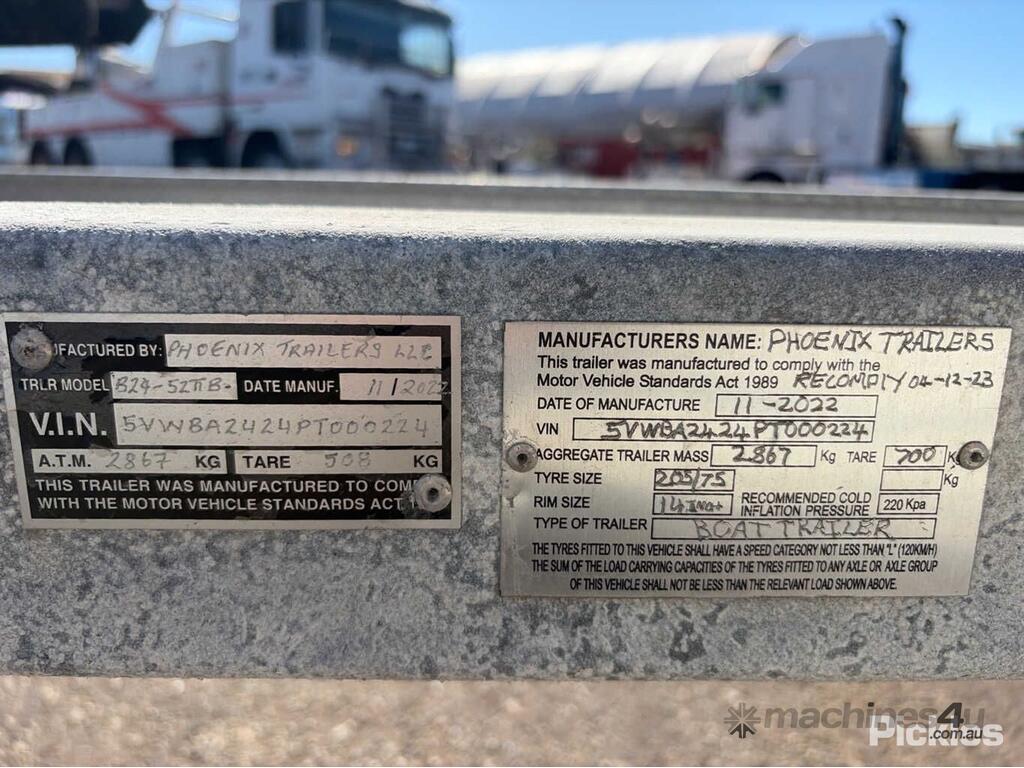 UFACTURED BY: PHOENIX TRAILERS LLC
TRLR MODEL B24-52TTB- DATE MANUF. 11/2022
V.I.N. 5VWBA2424PT000224
A.T.M. 2867 KG TARE 508 KG
THIS TRAILER WAS MANUFACTURED TO COMP
WITH THE MOTOR VEHICLE STANDARDS ACT 1
MANUFACTURERS NAME: PHOENIX TRAILERS
This trailer was manufactured to comply with the
Motor Vehicle Standards Act 1989 RECOMPLY 04-12-23
DATE OF MANUFACTURE 11-2022
VIN 5VWBA2424PT000224
AGGREGATE TRAILER MASS 2867 Kg TARE 700 K
TYRE SIZE 205/75 Kg
RIM SIZE 14 INCH RECOMMENDED COLD INFLATION PRESSURE 220 Kpa
TYPE OF TRAILER BOAT TRAILER
THE TYRES FITTED TO THIS VEHICLE SHALL HAVE A SPEED CATEGORY NOT LESS THAN "L" (120KM/H)
THE SUM OF THE LOAD CARRYING CAPACITIES OF THE TYRES FITTED TO ANY AXLE OR AXLE GROUP
OF THIS VEHICLE SHALL NOT BE LESS THAN THE RELEVANT LOAD SHOWN ABOVE.
machines4u
.com.au
Pickles